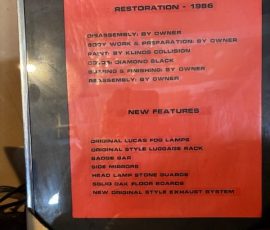 RESTORATION - 1986
DISASSEMBLY: BY OWNER
BODY WORK & PREPARATION: BY OWNER
PAINT: BY KLINGS COLLISION
COLOR: DIAMOND BLACK
BUFFING & FINISHING: BY OWNER
REASSEMBLY: BY OWNER
NEW FEATURES
ORIGINAL LUCAS FOG LAMPS
ORIGINAL STYLE LUGGAGE RACK
BADGE BAR
SIDE MIRRORS
HEAD LAMP STONE GUARDS
SOLID OAK FLOOR BOARDS
NEW ORIGINAL STYLE EXHAUST SYSTEM